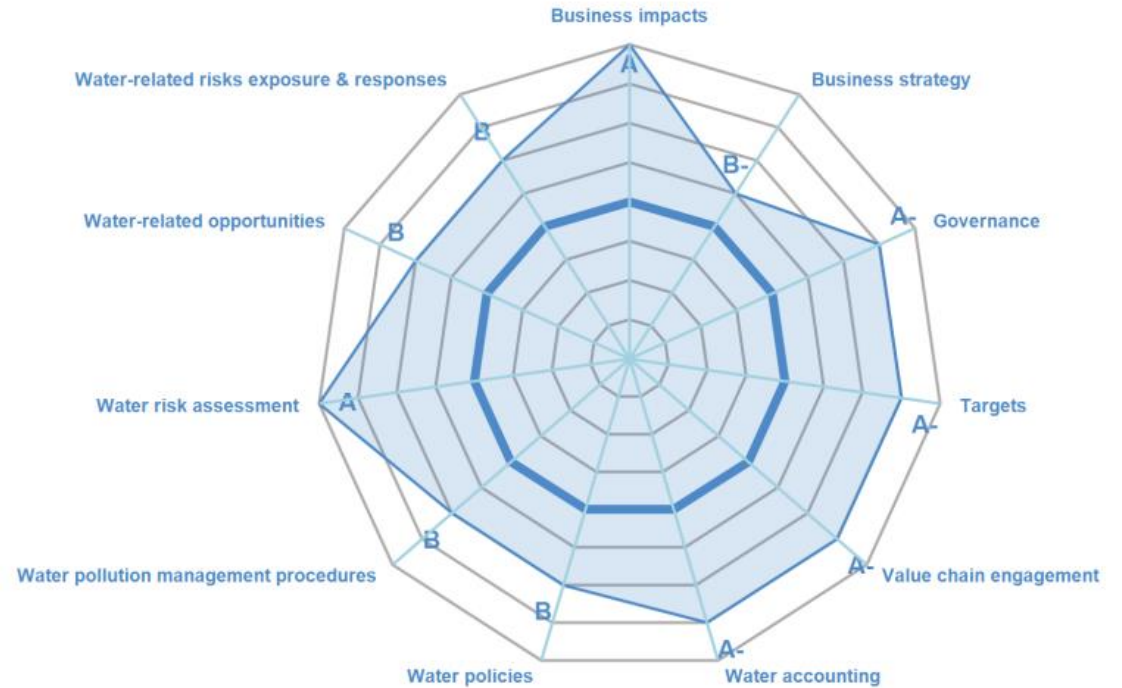 Business impacts
A
Water-related risks exposure & responses
Business strategy
B
B-
Water-related opportunities
B
A-
Governance
Water risk assessment
A
Targets
A-
B
A-
Water pollution management procedures
Value chain engagement
B
A-
Water policies
Water accounting